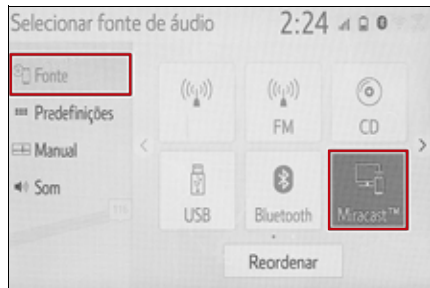 Selecionar fonte de áudio 2:24
Fonte
Predefinições
Manual
Som
FM
CD
USB
Bluetooth
Miracast™
Reordenar